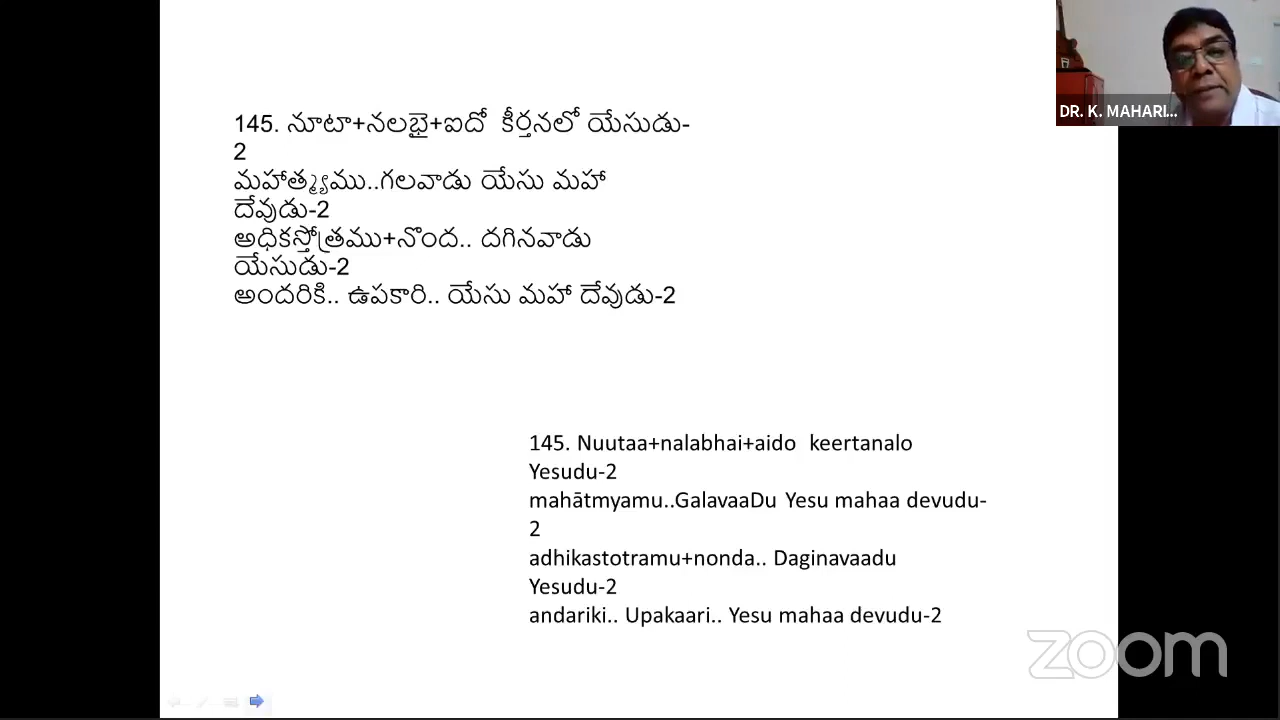 145. నూటా+నలభై+ఐదో  కీర్తనలో యేసుడు-
2
మహాత్మ్యము..గలవాడు యేసు మహా
దేవుడు-2
అధికస్తోత్రము+నొంద.. దగినవాడు
యేసుడు-2
అందరికి.. ఉపకారి.. యేసు మహా దేవుడు-2
DR. K. MAHARI...
145. Nuutaa+nalabhai+aido  keertanalo
Yesudu-2
mahātmyamu..GalavaaDu Yesu mahaa devudu-
2
adhikastotramu+nonda.. Daginavaadu
Yesudu-2
andariki.. Upakaari.. Yesu mahaa devudu-2
zoom